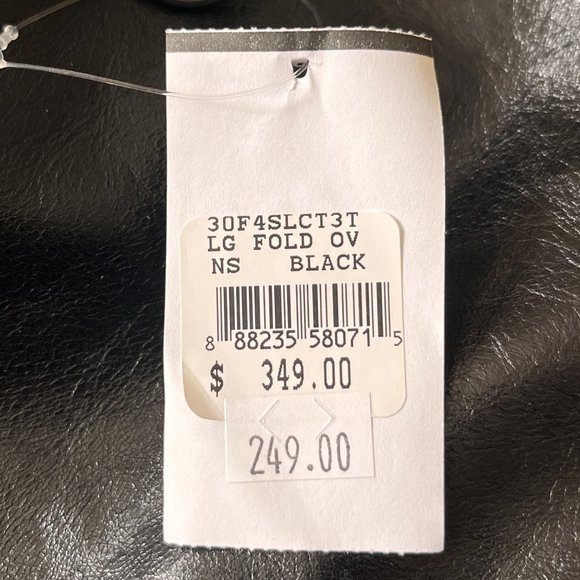 30F4SLCT3T
LG FOLD OV
NS BLACK
8 88235 58071 5
$ 349.00
249.00